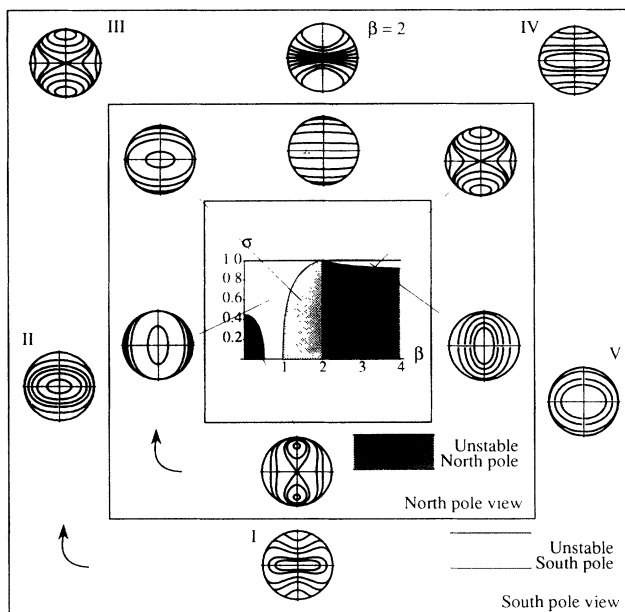 III
β = 2
IV
σ
1 0
0 8
0.6
0.4
0.2
1
2
3
4
β
II
V
Unstable
North pole
North pole view
I
Unstable
South pole
South pole view